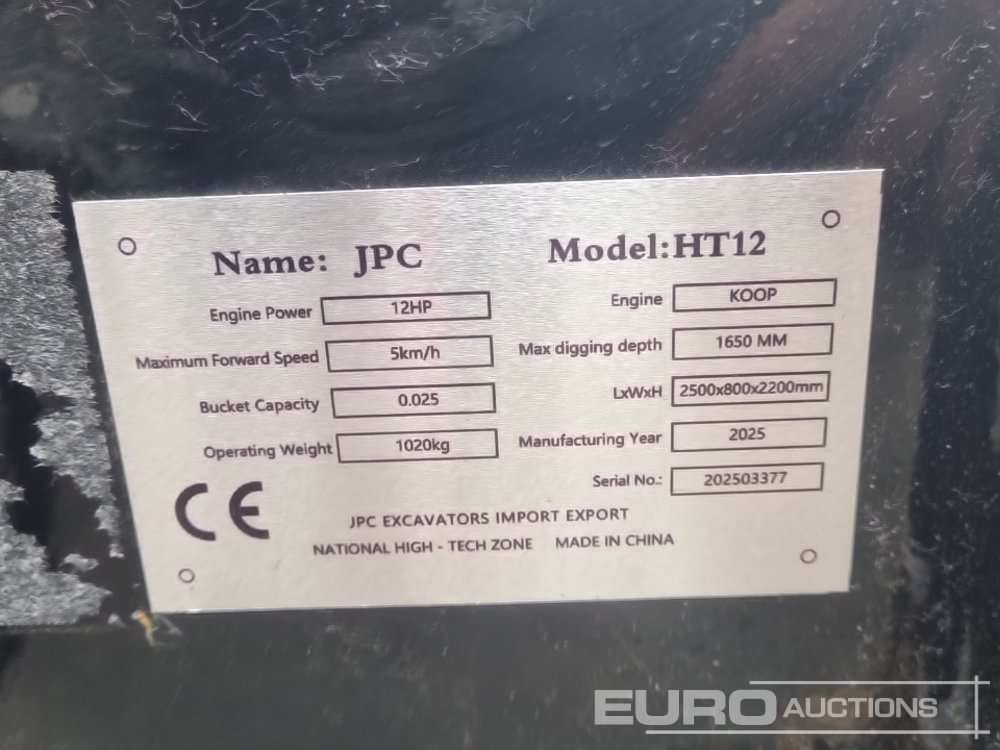 Name: JPC Model:HT12
Engine Power 12HP Engine KOOP
Maximum Forward Speed 5km/h Max digging depth 1650 MM
Bucket Capacity 0.025 LxWxH 2500x800x2200mm
Operating Weight 1020kg Manufacturing Year 2025
Serial No.: 202503377
CE
JPC EXCAVATORS IMPORT EXPORT
NATIONAL HIGH - TECH ZONE MADE IN CHINA
EURO AUCTIONS